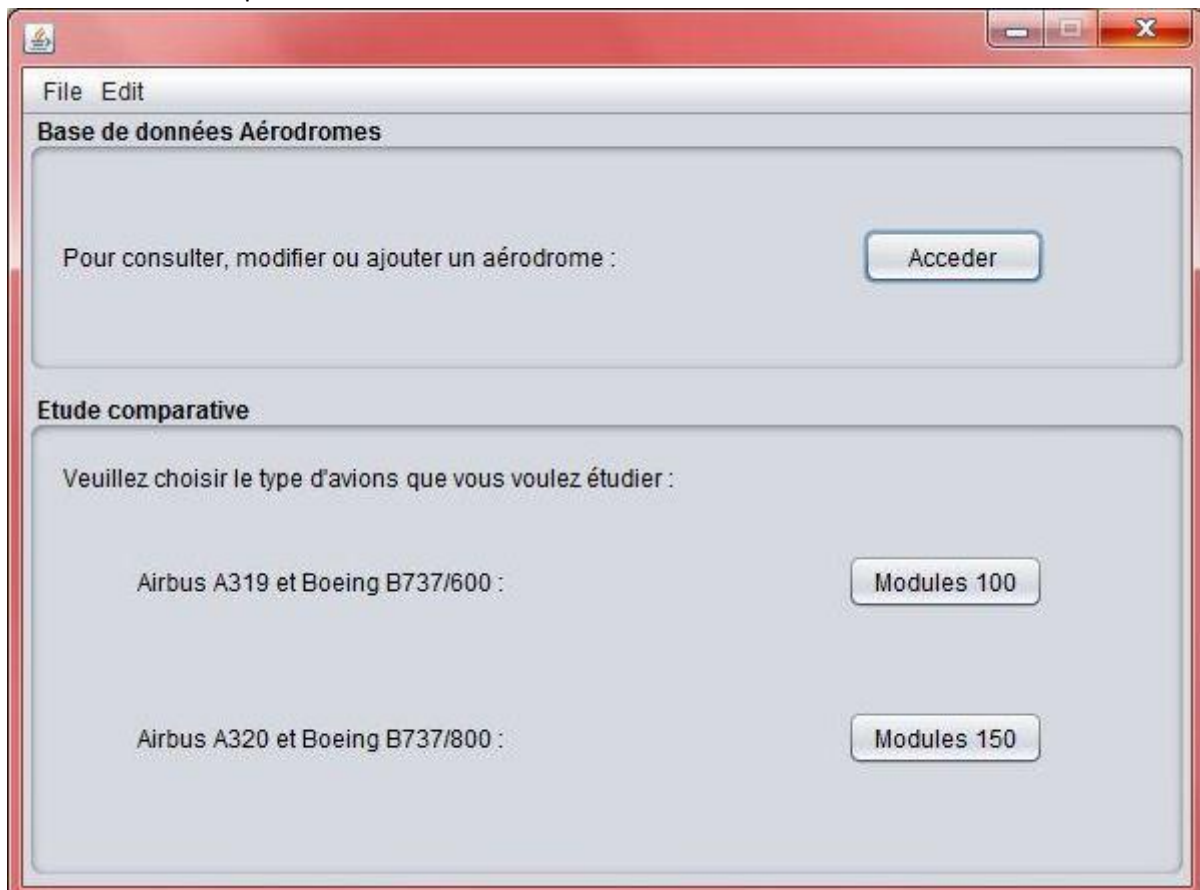 File Edit
Base de données Aérodromes
Pour consulter, modifier ou ajouter un aérodrome :
Acceder
Etude comparative
Veuillez choisir le type d'avions que vous voulez étudier :
Airbus A319 et Boeing B737/600 :
Modules 100
Airbus A320 et Boeing B737/800 :
Modules 150